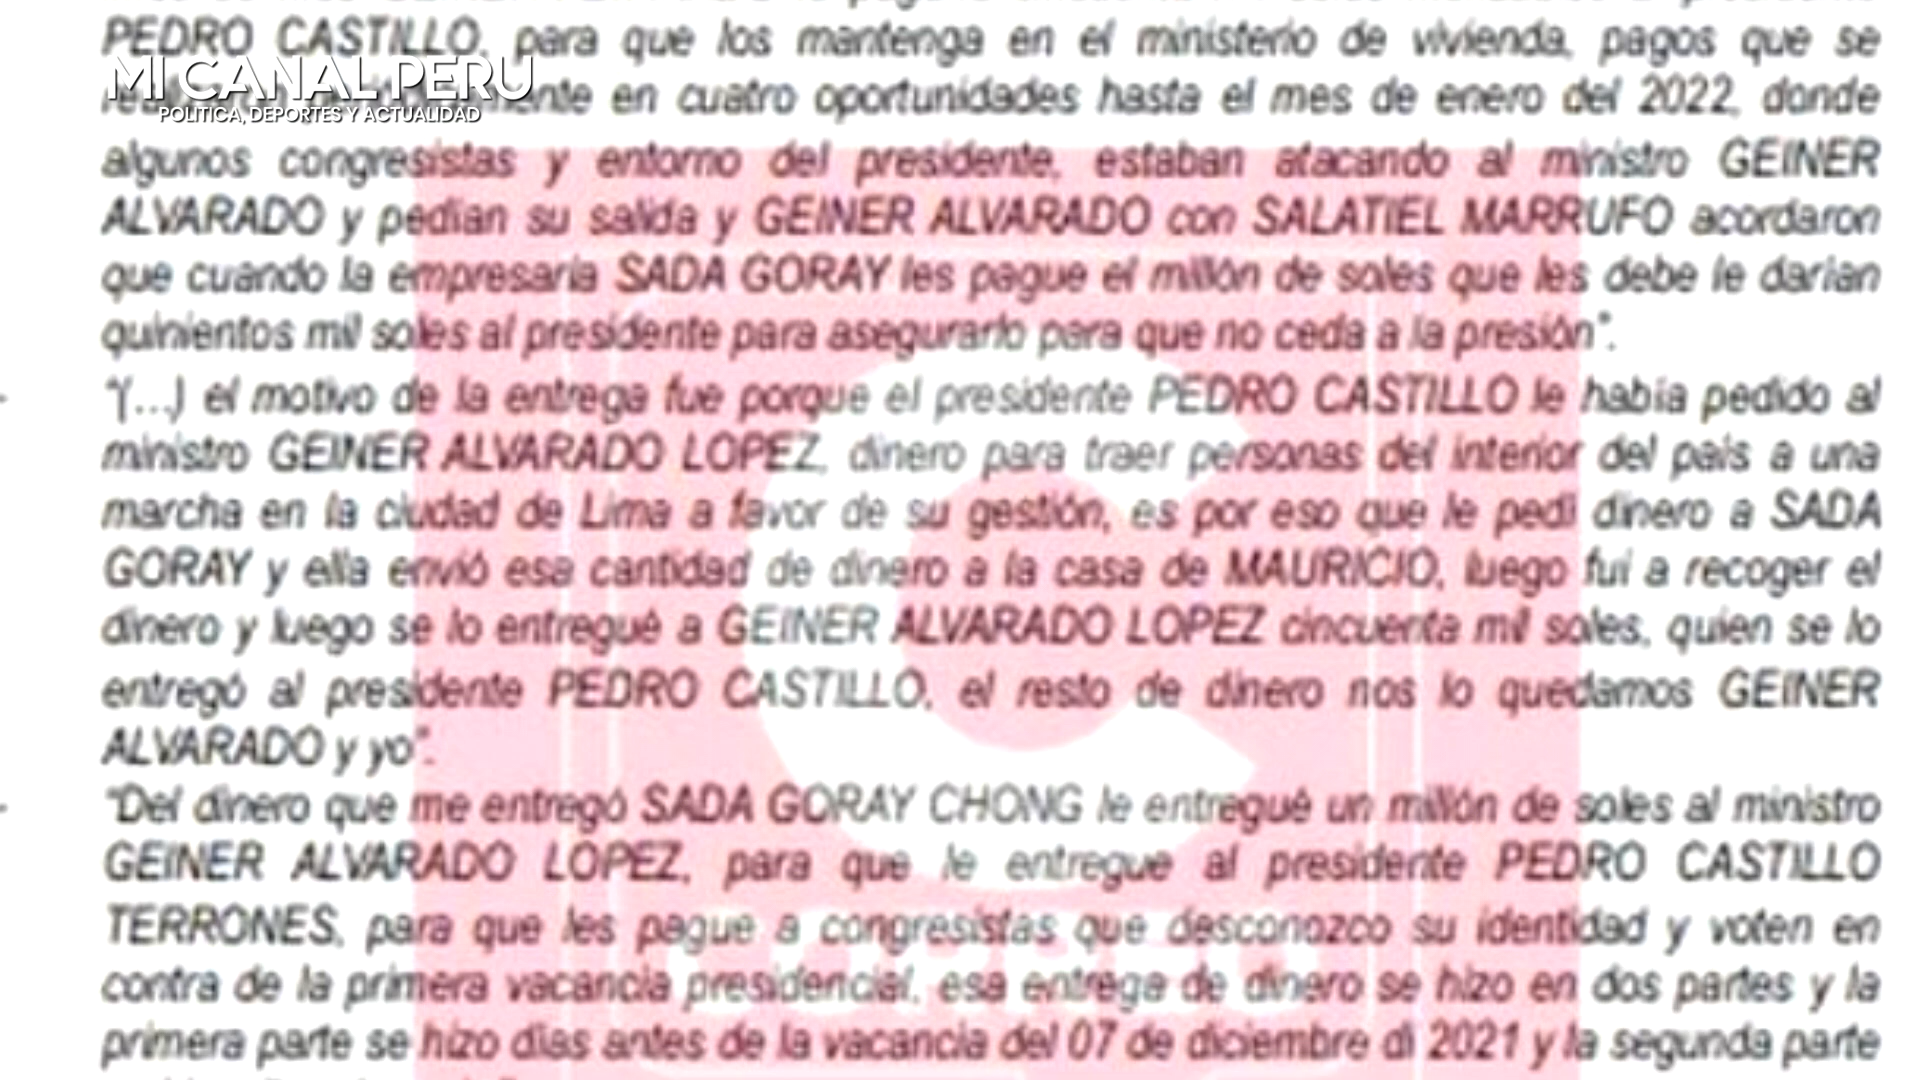 PEDRO CASTILLO, para que los mantenga en el ministerio de vivienda, pagos que se
MI CANAL PERU
en cuatro oportunidades hasta el mes de enero del 2022, donde
POLITICA, DEPORTES Y ACTUALIDAD
algunos congresistas y entorno del presidente, estaban atacando al ministro GEINER
ALVARADO y pedían su salida y GEINER ALVARADO con SALATIEL MARRUFO acordaron
que cuando la empresaria SADA GORAY les pague el millón de soles que les debe le darían
quinientos mil soles al presidente para asegurarlo para que no ceda a la presión".
"(...) el motivo de la entrega fue porque el presidente PEDRO CASTILLO le había pedido al
ministro GEINER ALVARADO LOPEZ, dinero para traer personas del interior del país a una
marcha en la ciudad de Lima a favor de su gestión, es por eso que le pedí dinero a SADA
GORAY y ella envió esa cantidad de dinero a la casa de MAURICIO, luego fui a recoger el
dinero y luego se lo entregué a GEINER ALVARADO LOPEZ cincuenta mil soles, quien se lo
entregó al presidente PEDRO CASTILLO, el resto de dinero nos lo quedamos GEINER
ALVARADO y yo".
"Del dinero que me entregó SADA GORAY CHONG le entregué un millón de soles al ministro
GEINER ALVARADO LOPEZ, para que le entregue al presidente PEDRO CASTILLO
TERRONES, para que les pague a congresistas que desconozco su identidad y voten en
contra de la primera vacancia presidencial, esa entrega de dinero se hizo en dos partes y la
CORREO
primera parte se hizo días antes de la vacancia del 07 de diciembre di 2021 y la segunda parte